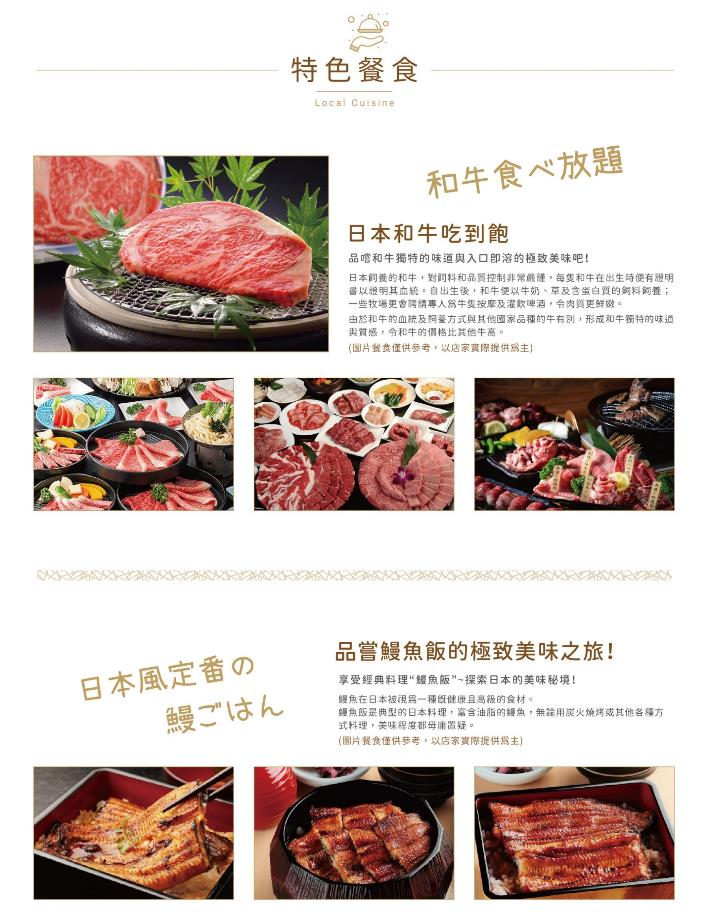 特色餐食
Local Cuisine
和牛食べ放題
日本和牛吃到飽
品嚐和牛獨特的味道與入口即溶的極致美味吧!
日本飼養的和牛，對飼料和品質控制非常嚴謹，每隻和牛在出生時便有證明
書以證明其血統。自出生後，和牛便以牛奶、草及含蛋白質的飼料飼養；
一些牧場更會聘請專人為牛隻按摩及灌飲啤酒，令肉質更鮮嫩。
由於和牛的血統及飼養方式與其他國家品種的牛有別，形成和牛獨特的味道
與質感，令和牛的價格比其他牛高。
(圖片餐食僅供參考，以店家實際提供為主)
品嘗鰻魚飯的極致美味之旅!
享受經典料理“鰻魚飯”~探索日本的美味秘境!
日本風定番の
鰻ごはん
鰻魚在日本被視為一種既健康且高級的食材。
鰻魚飯是典型的日本料理，富含油脂的鰻魚，無論用炭火燒烤或其他各種方
式料理，美味程度都毋庸置疑。
(圖片餐食僅供參考，以店家實際提供為主)